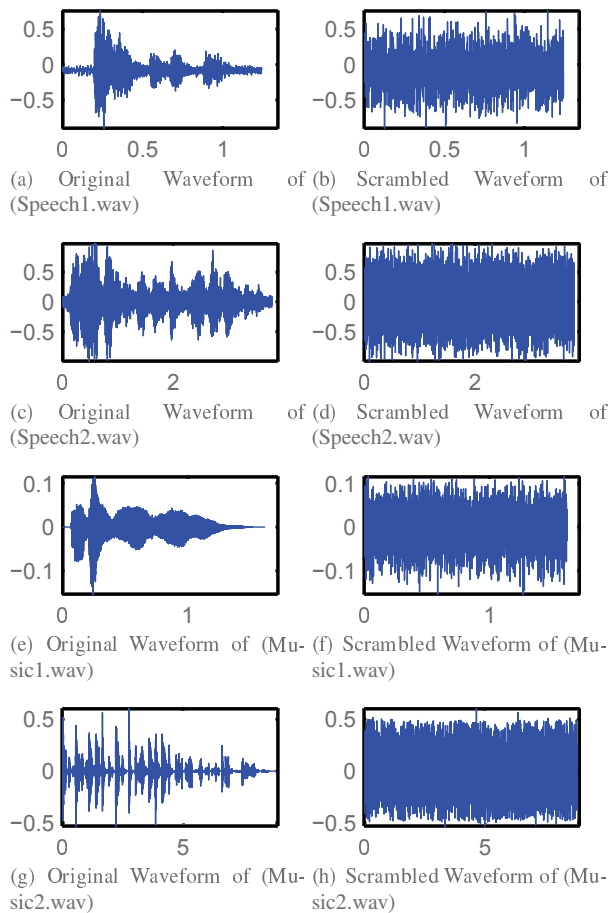 0.5
0
−0.5
0 0.5 1
0.5
0
−0.5
0 0.5 1
(a) Original Waveform of
(Speech1.wav)
(b) Scrambled Waveform of
(Speech1.wav)
0.5
0
−0.5
0 2
0.5
0
−0.5
0 2
(c) Original Waveform of
(Speech2.wav)
(d) Scrambled Waveform of
(Speech2.wav)
0.1
0
−0.1
0 1
0.1
0
−0.1
0 1
(e) Original Waveform of (Mu-
sic1.wav)
(f) Scrambled Waveform of (Mu-
sic1.wav)
0.5
0
−0.5
0 5
0.5
0
−0.5
0 5
(g) Original Waveform of (Mu-
sic2.wav)
(h) Scrambled Waveform of (Mu-
sic2.wav)